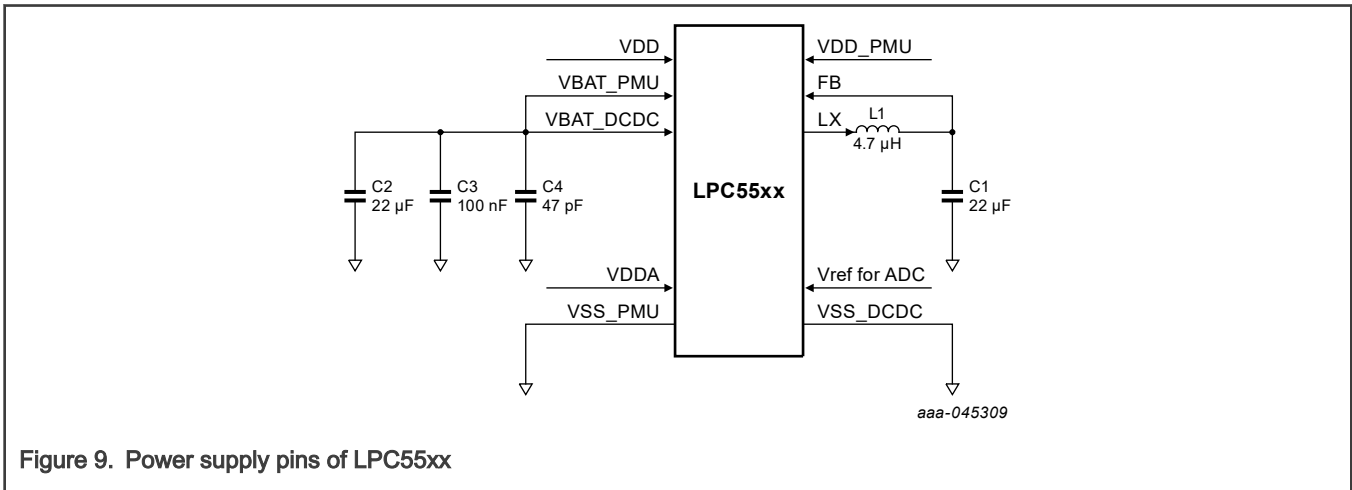 VDD
VDD_PMU
VBAT_PMU
FB
VBAT_DCDC
LX
L1
4.7 µH
LPC55xx
C2
22 µF
C3
100 nF
C4
47 pF
C1
22 µF
VDDA
Vref for ADC
VSS_PMU
VSS_DCDC
aaa-045309
Figure 9. Power supply pins of LPC55xx